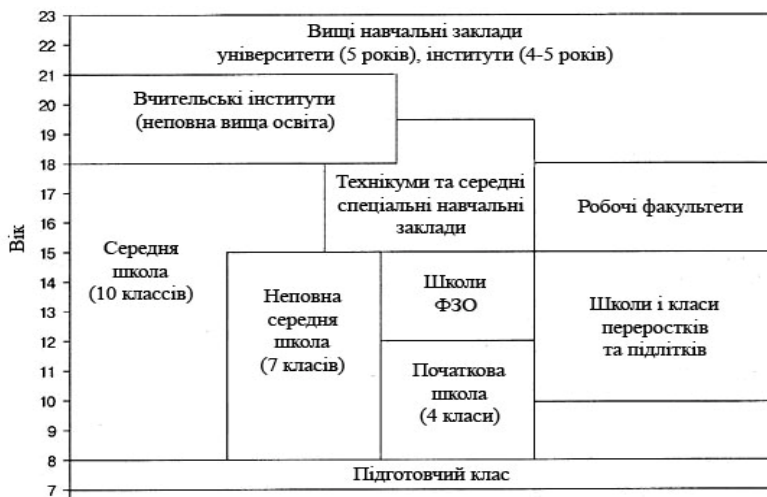 Вищі навчальні заклади
університети (5 років), інститути (4-5 років)
Вчительські інститути
(неповна вища освіта)
Технікуми та середні
спеціальні навчальні
заклади
Робочі факультети
Середня
школа
(10 классів)
Неповна
середня
школа
(7 класів)
Школи
ФЗО
Школи і класи
переростків
та підлітків
Початкова
школа
(4 класи)
Підготовчий клас
Вік
23
22
21
20
19
18
17
16
15
14
13
12
11
10
9
8
7